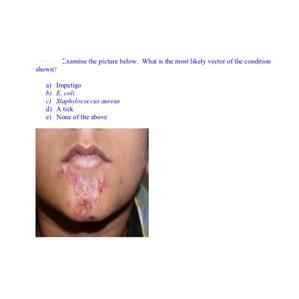 Examine the picture below. What is the most likely vector of the condition
shown?
a) Impetigo
b) E. coli
c) Staphylococcus aureus
d) A tick
e) None of the above